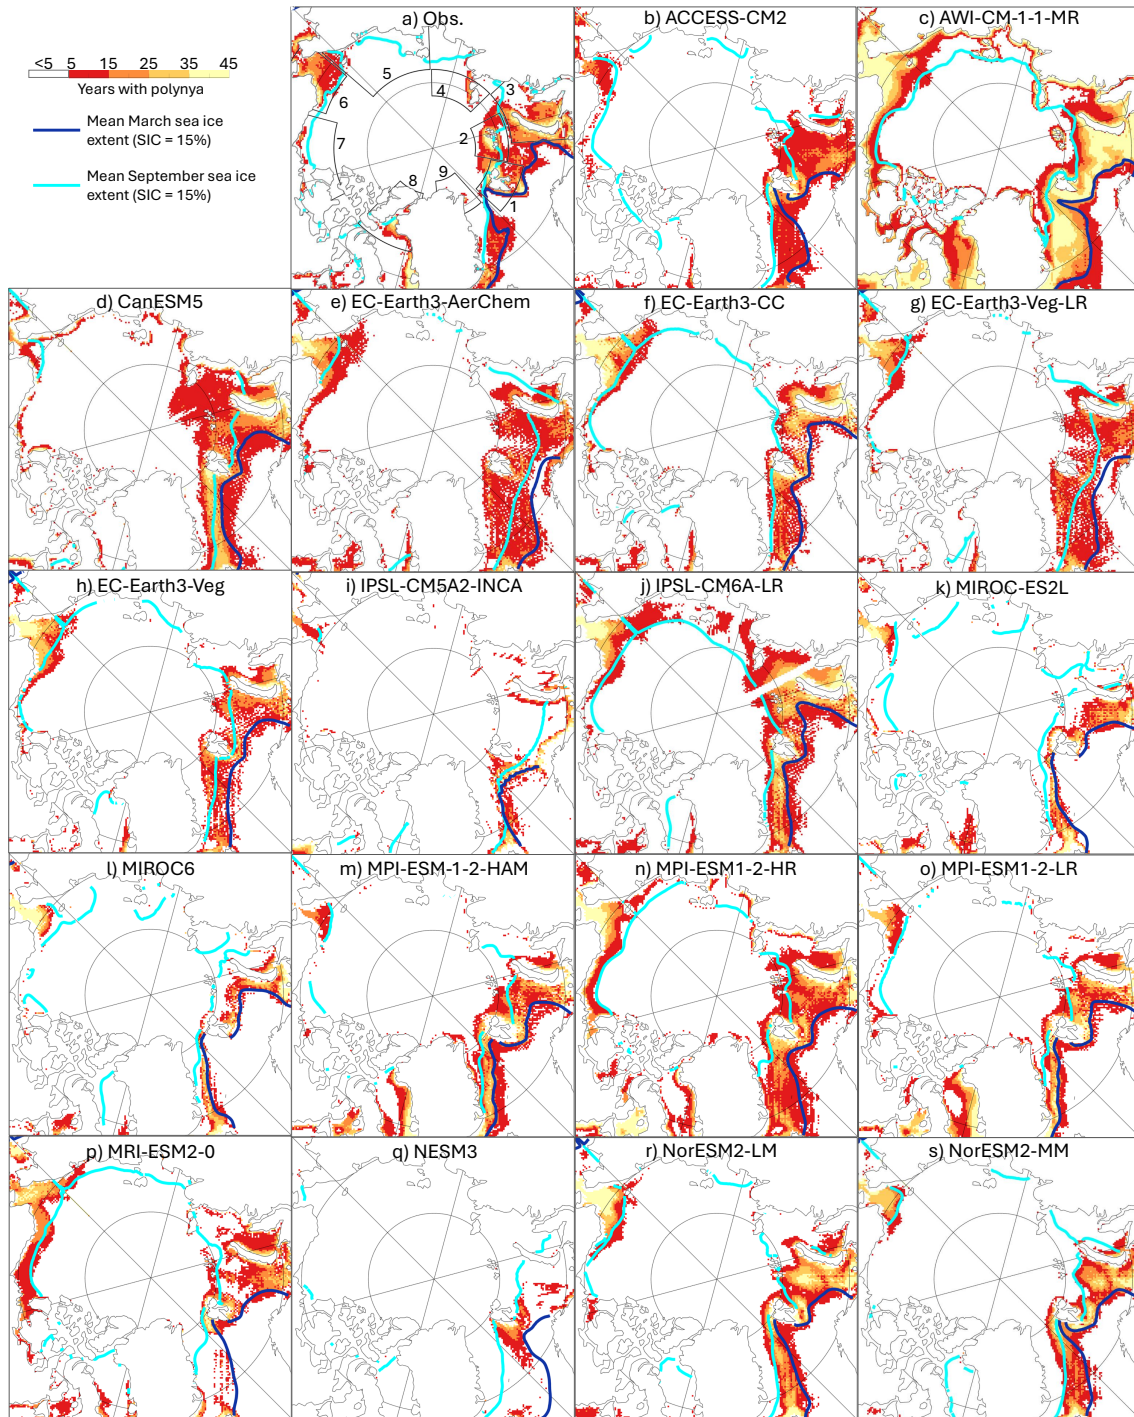 <5 5 15 25 35 45
Years with polynya
Mean March sea ice
extent (SIC = 15%)
Mean September sea ice
extent (SIC = 15%)
a) Obs.
5
4
3
6
2
7
9
8
1
b) ACCESS-CM2
c) AWI-CM-1-1-MR
d) CanESM5
e) EC-Earth3-AerChem
f) EC-Earth3-CC
g) EC-Earth3-Veg-LR
h) EC-Earth3-Veg
i) IPSL-CM5A2-INCA
j) IPSL-CM6A-LR
k) MIROC-ES2L
l) MIROC6
m) MPI-ESM-1-2-HAM
n) MPI-ESM1-2-HR
o) MPI-ESM1-2-LR
p) MRI-ESM2-0
q) NESM3
r) NorESM2-LM
s) NorESM2-MM